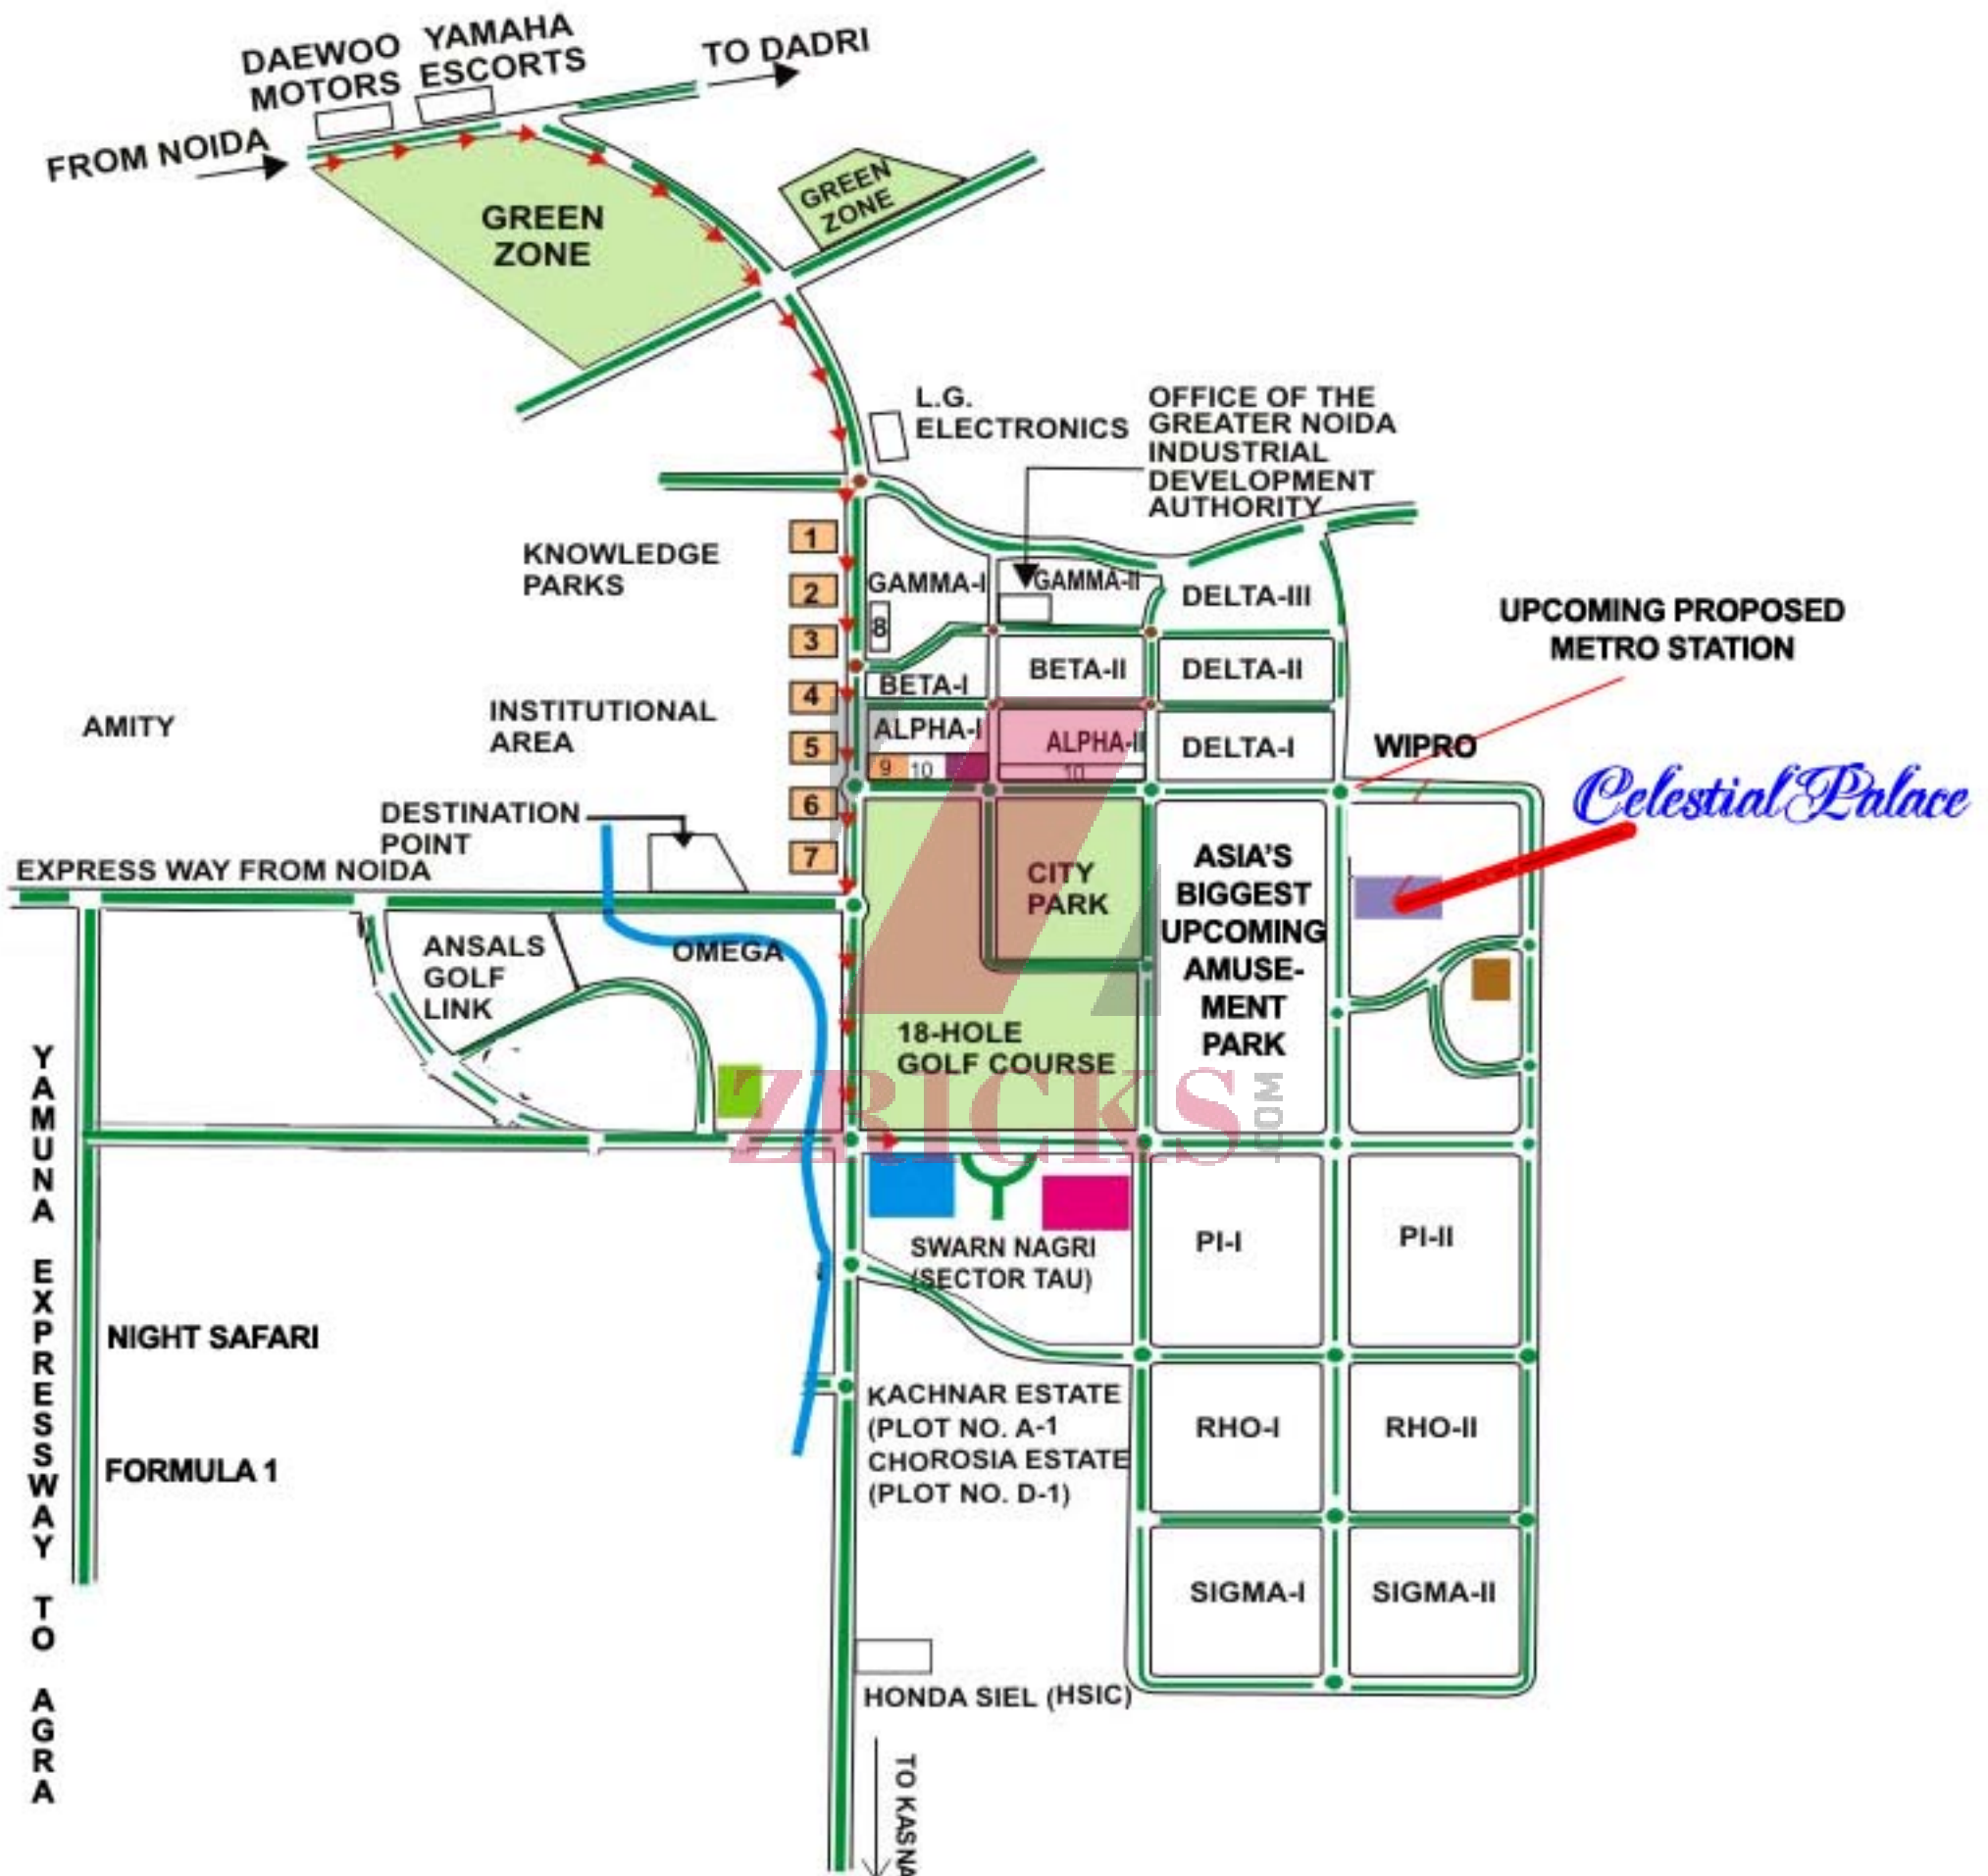 DAEWOO
MOTORS
YAMAHA
ESCORTS
TO DADRI
FROM NOIDA
GREEN
ZONE
GREEN
ZONE
L.G.
ELECTRONICS
OFFICE OF THE
GREATER NOIDA
INDUSTRIAL
DEVELOPMENT
AUTHORITY
KNOWLEDGE
PARKS
1
2
3
4
5
6
7
GAMMA-I
8
GAMMA-II
DELTA-III
BETA-I
BETA-II
DELTA-II
ALPHA-I
9
10
ALPHA-II
10
DELTA-I
UPCOMING PROPOSED
METRO STATION
WIPRO
Celestial Palace
AMITY
INSTITUTIONAL
AREA
DESTINATION
POINT
EXPRESS WAY FROM NOIDA
CITY
PARK
ASIA'S
BIGGEST
UPCOMING
AMUSE-
MENT
PARK
ANSALS
GOLF
LINK
OMEGA
18-HOLE
GOLF COURSE
ZRICKS
.COM
YAMUNA EXPRESSWAY TO AGRA
SWARN NAGRI
(SECTOR TAU)
PI-I
PI-II
NIGHT SAFARI
FORMULA 1
KACHNAR ESTATE
(PLOT NO. A-1
CHOROSIA ESTATE
(PLOT NO. D-1)
RHO-I
RHO-II
SIGMA-I
SIGMA-II
HONDA SIEL (HSIC)
TO KASNA